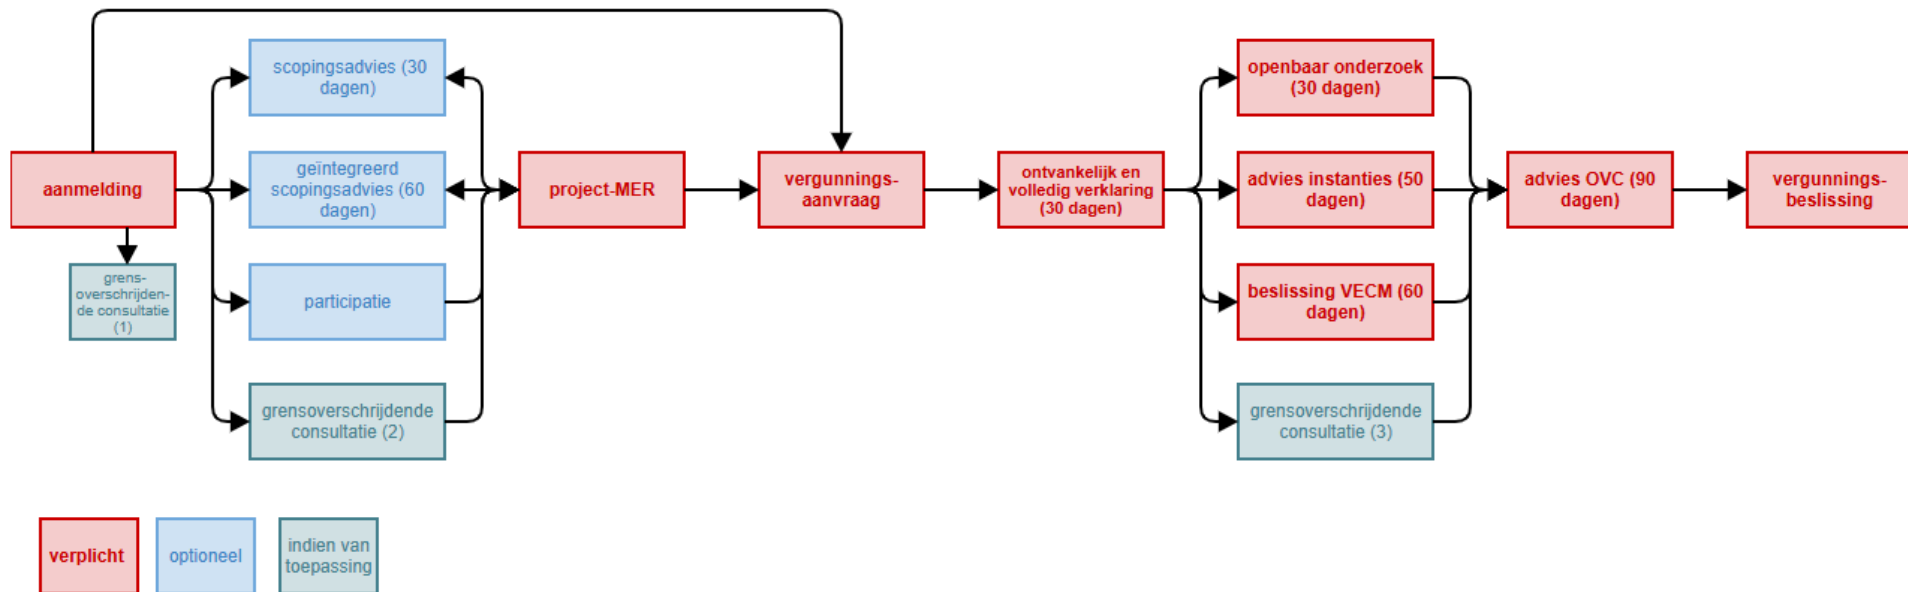 scopingsadvies (30
dagen)
openbaar onderzoek
(30 dagen)
aanmelding
geïntegreerd
scopingsadvies (60
dagen)
project-MER
vergunnings-
aanvraag
ontvankelijk en
volledig verklaring
(30 dagen)
advies instanties (50
dagen)
advies OVC (90
dagen)
vergunnings-
beslissing
grens-
overschrijden-
de consultatie
(1)
participatie
beslissing VECM (60
dagen)
grensoverschrijdende
consultatie (2)
grensoverschrijdende
consultatie (3)
verplicht
optioneel
indien van
toepassing